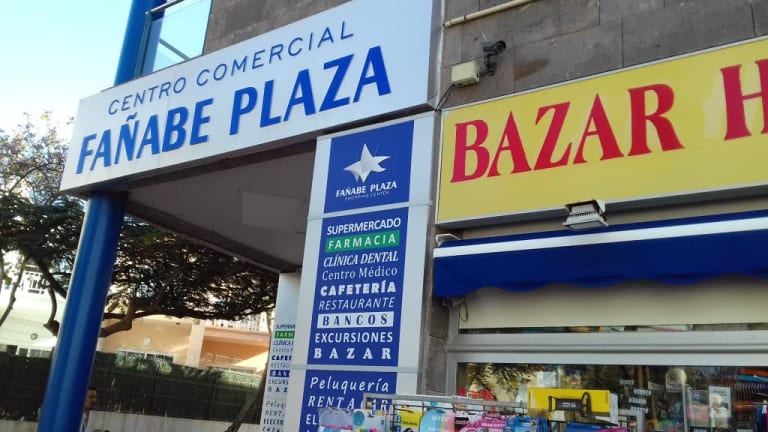 CENTRO COMERCIAL
FAÑABE PLAZA
BAZAR H
FAÑABE PLAZA
SHOPPING CENTER
SUPERMERCADO
FARMACIA
CLÍNICA DENTAL
Centro Médico
CAFETERÍA
RESTAURANTE
BANCOS
EXCURSIONES
BAZAR
Peluquería
RENT A